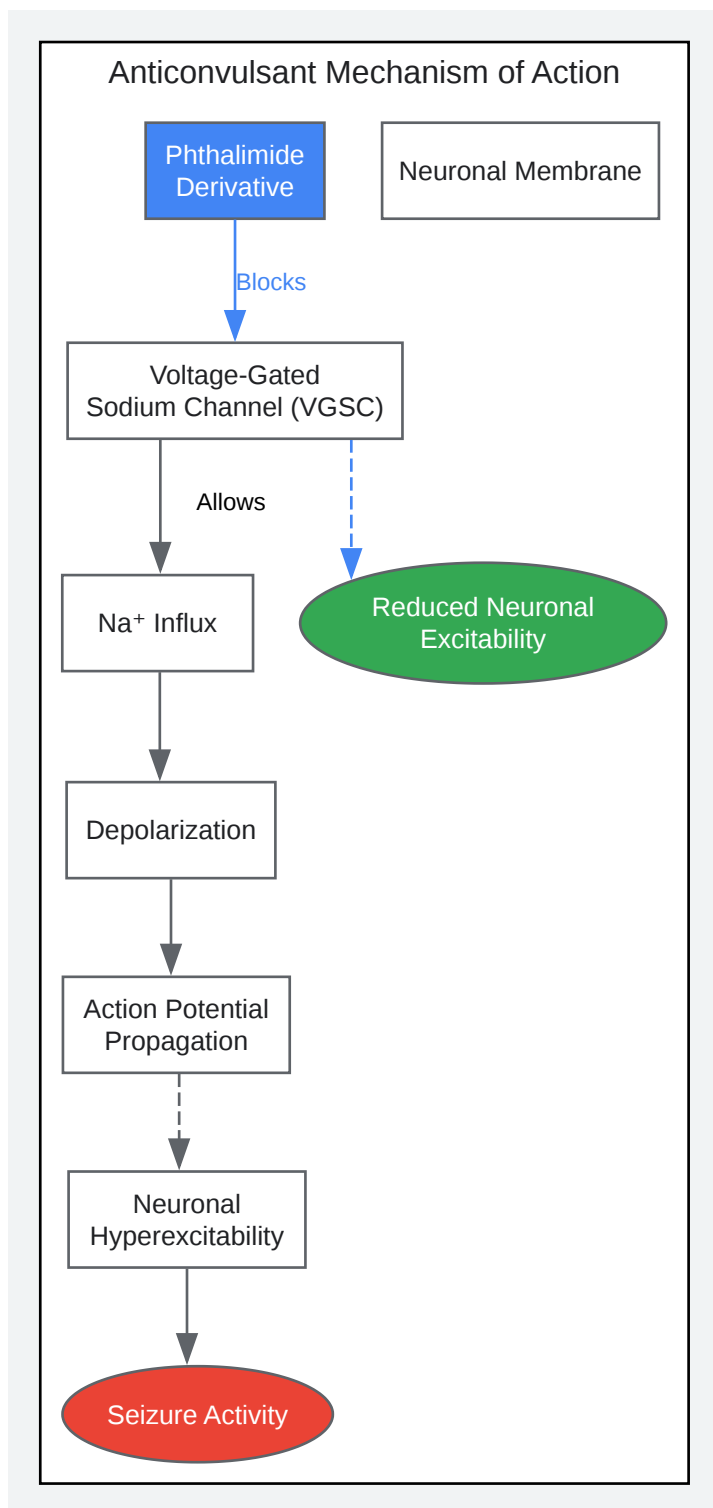 Anticonvulsant Mechanism of Action
Phthalimide
Derivative
Neuronal Membrane
Blocks
Voltage-Gated
Sodium Channel (VGSC)
Allows
Na⁺ Influx
Reduced Neuronal
Excitability
Depolarization
Action Potential
Propagation
Neuronal
Hyperexcitability
Seizure Activity